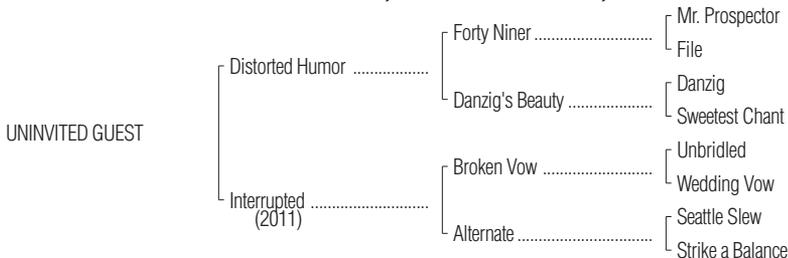 Mr. Prospector
Forty Niner ....................
File
Distorted Humor ..................
Danzig
Danzig's Beauty ....................
Sweetest Chant
UNINVITED GUEST
Unbridled
Broken Vow ..........................
Wedding Vow
Interrupted ............................
(2011)
Seattle Slew
Alternate ................................
Strike a Balance